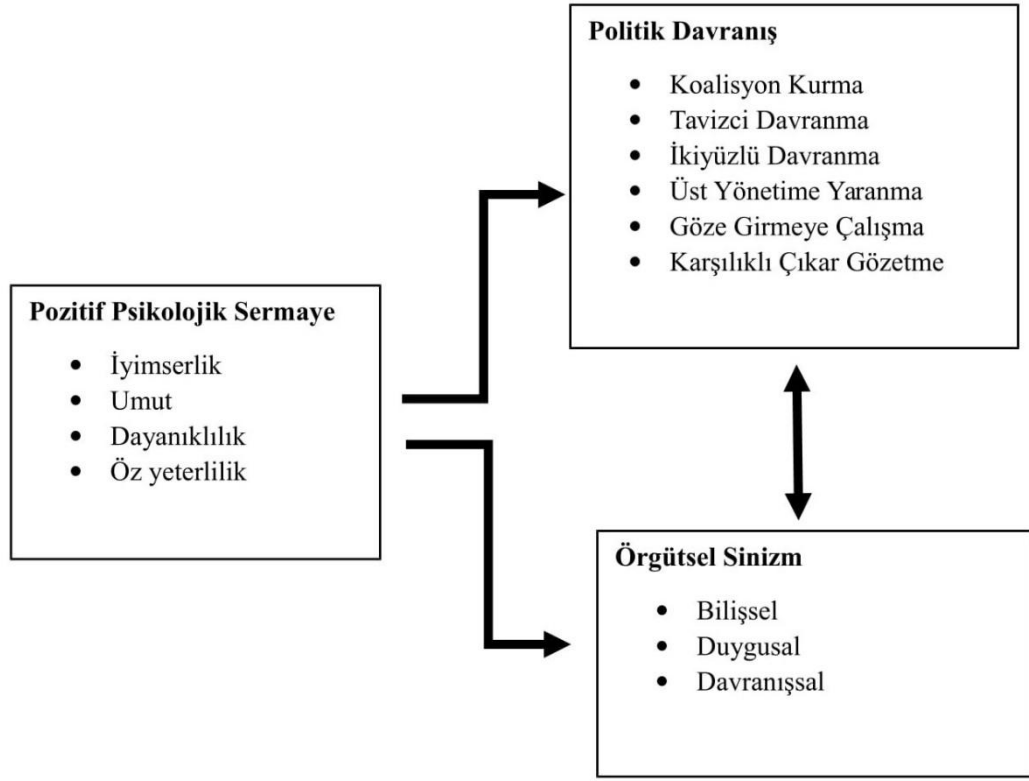 Politik Davranış
• Koalisyon Kurma
• Tavizci Davranma
• İkiyüzlü Davranma
• Üst Yönetime Yaranma
• Göze Girmeye Çalışma
• Karşılıklı Çıkar Gözetme
Pozitif Psikolojik Sermaye
• İyimserlik
• Umut
• Dayanıklılık
• Öz yeterlilik
Örgütsel Sinizm
• Bilişsel
• Duygusal
• Davranışsal